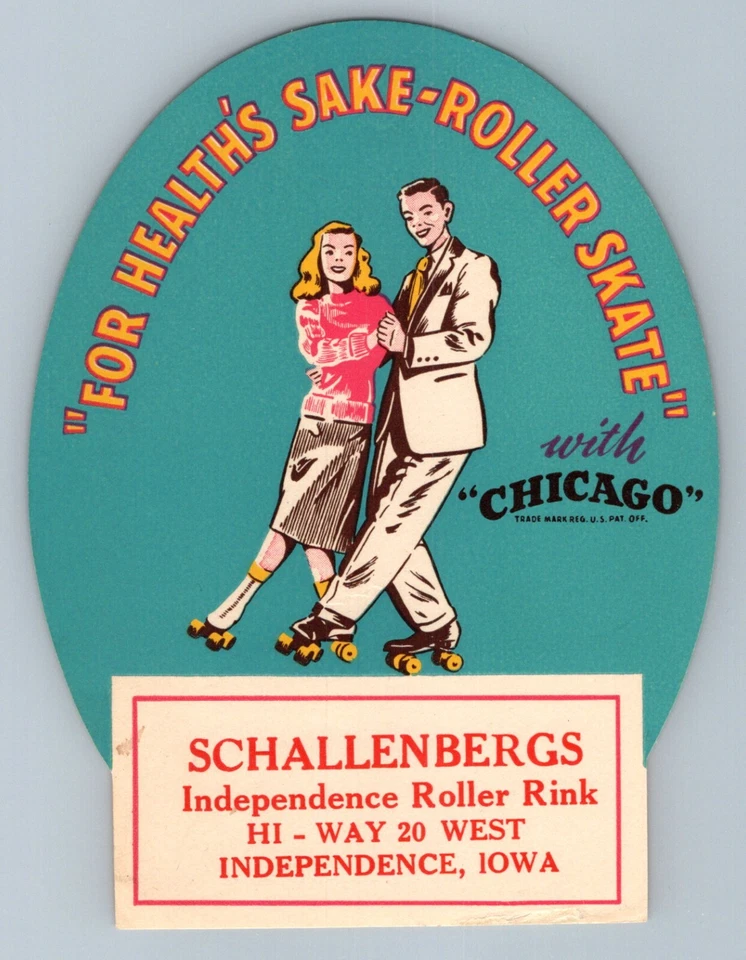 "FOR HEALTH'S SAKE-ROLLER SKATE"
with
"CHICAGO"
TRADE MARK REG. U.S. PAT. OFF.
SCHALLENBERGS
Independence Roller Rink
HI - WAY 20 WEST
INDEPENDENCE, IOWA